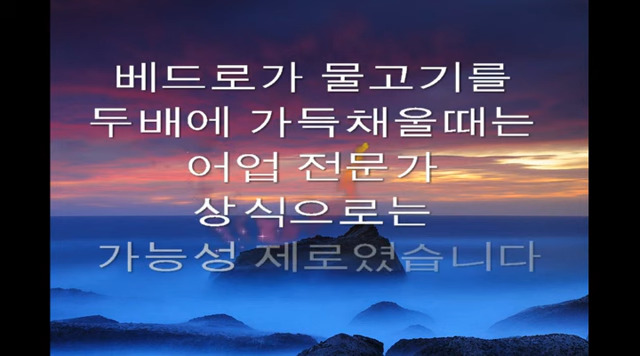 베드로가 물고기를
두배에 가득채울때는
어업 전문가
상식으로는
가능성 제로였습니다